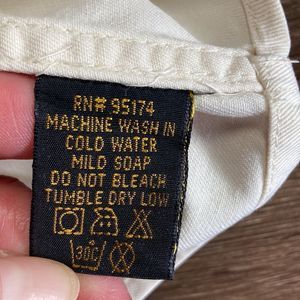 RN# 95174
MACHINE WASH IN
COLD WATER
MILD SOAP
DO NOT BLEACH
TUMBLE DRY LOW
30C